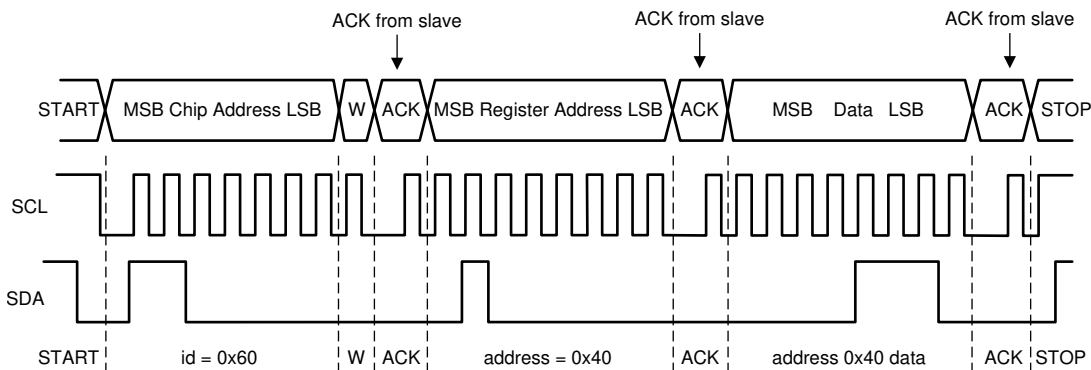 ACK from slave ACK from slave ACK from slave
START MSB Chip Address LSB W ACK MSB Register Address LSB ACK MSB Data LSB ACK STOP
SCL
SDA
START id = 0x60 W ACK address = 0x40 ACK address 0x40 data ACK STOP